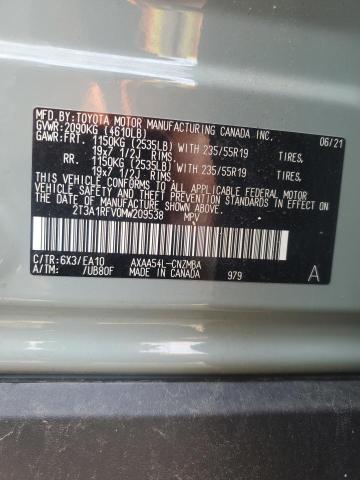 MFD.BY:TOYOTA MOTOR MANUFACTURING CANADA INC. 06/21
GVWR:2090KG (4610LB)
GAWR:FRT. 1150KG (2535LB) WITH 235/55R19 TIRES,
19x7 1/2J RIMS,
RR. 1150KG (2535LB) WITH 235/55R19 TIRES,
19x7 1/2J RIMS,
THIS VEHICLE CONFORMS TO ALL APPLICABLE FEDERAL MOTOR
VEHICLE SAFETY STANDARDS IN EFFECT ON
THE DATE OF MANUFACTURE SHOWN ABOVE.
2T3A1RFV0MW209538 MPV
C/TR:6X3/EA10 AXAA54L-CNZMBA
A/TM: /UB80F MADE IN CANADA 979 A